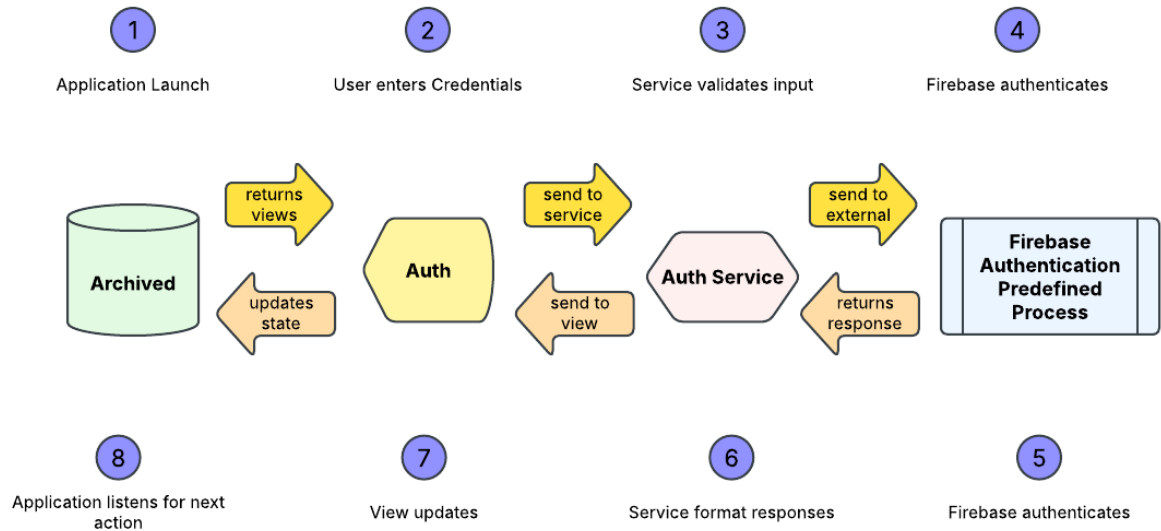 1
2
3
4
Application Launch
User enters Credentials
Service validates input
Firebase authenticates
returns
views
send to
service
send to
external
Archived
Auth
Auth Service
Firebase
Authentication
Predefined
Process
updates
state
send to
view
returns
response
8
7
6
5
Application listens for next
action
View updates
Service format responses
Firebase authenticates